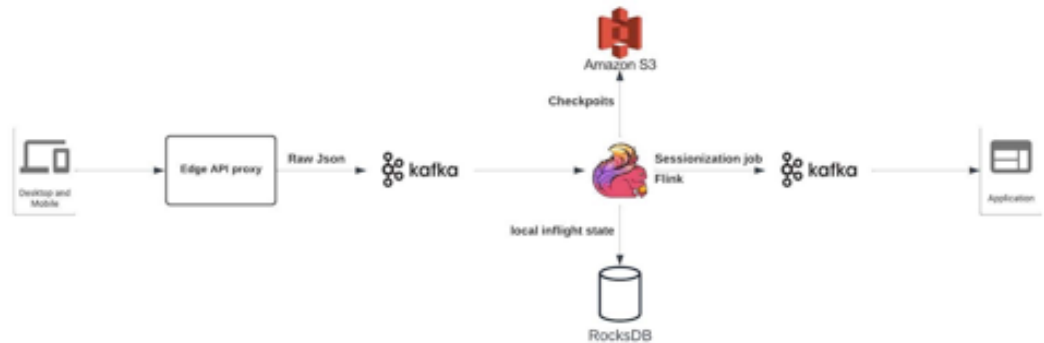 Amazon S3
Checkpoits
Desktop and
Mobile
Edge API proxy
Raw Json
kafka
Sessionization job
Flink
kafka
Application
local inflight state
RocksDB